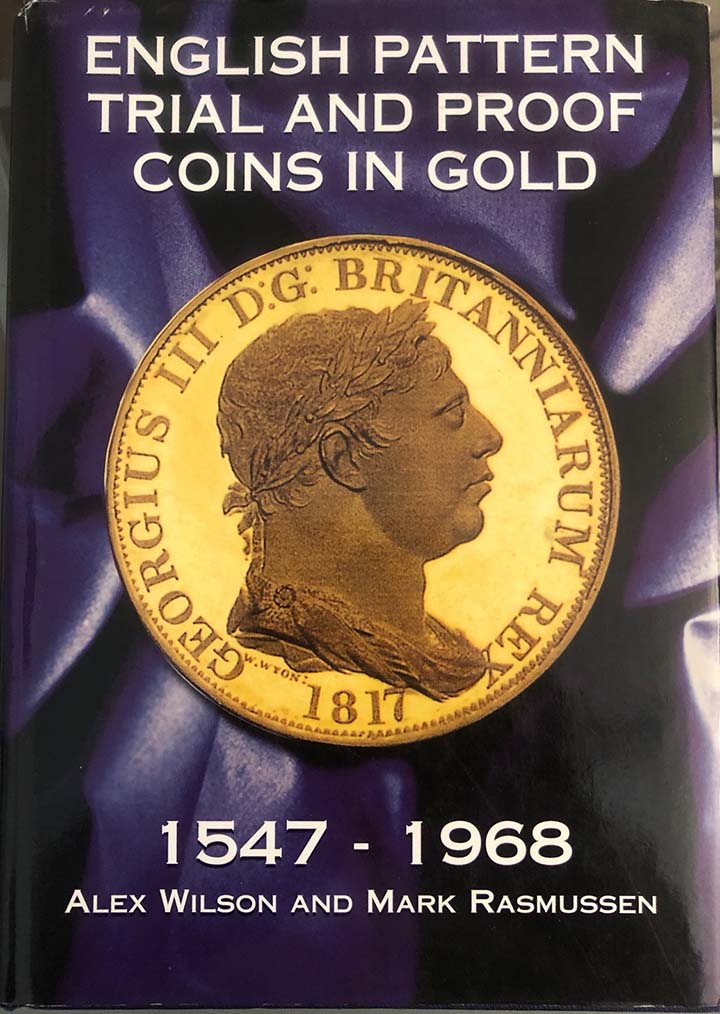 ENGLISH PATTERN
TRIAL AND PROOF
COINS IN GOLD
GEORGIUS III D:G: BRITANNIARUM REX
W.WYON:
1817
1547 - 1968
ALEX WILSON AND MARK RASMUSSEN